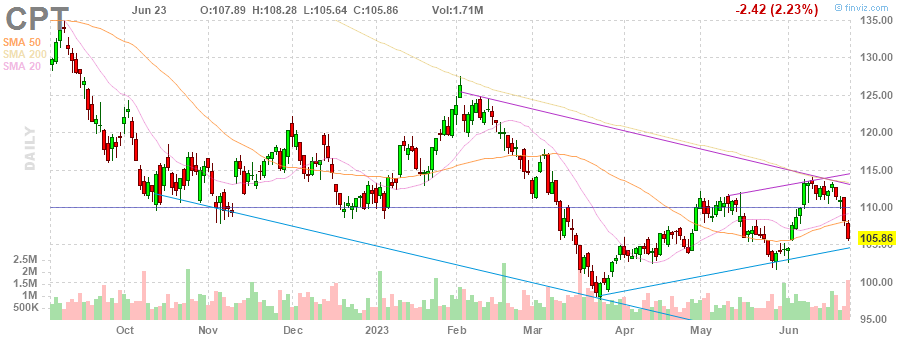 CPT
Jun 23 O:107.89 H:108.28 L:105.64 C:105.86 Vol:1.71M -2.42 (2.23%)
© finviz.com
SMA 50
SMA 200
SMA 20
DAILY
135.00
130.00
125.00
120.00
115.00
110.00
105.86
105.00
100.00
95.00
2.5M
2M
1.5M
1M
500K
Oct Nov Dec 2023 Feb Mar Apr May Jun